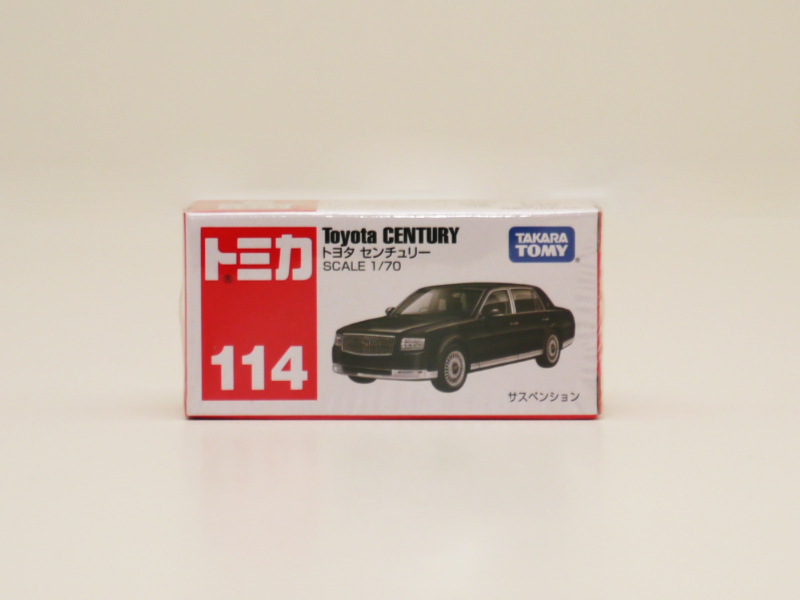 トミカ
114
Toyota CENTURY
トヨタ センチュリー
SCALE 1/70
TAKARA
TOMY
サスペンション